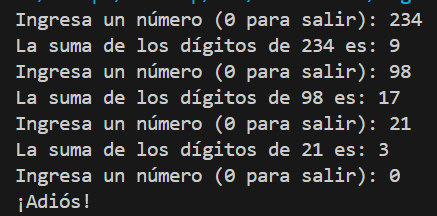 Ingresa un número (0 para salir): 234
La suma de los dígitos de 234 es: 9
Ingresa un número (0 para salir): 98
La suma de los dígitos de 98 es: 17
Ingresa un número (0 para salir): 21
La suma de los dígitos de 21 es: 3
Ingresa un número (0 para salir): 0
¡Adiós!